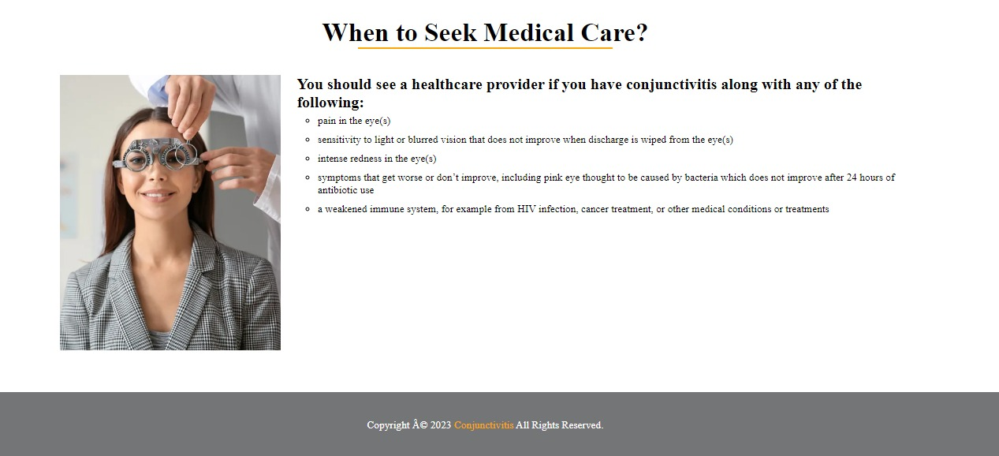 When to Seek Medical Care?
You should see a healthcare provider if you have conjunctivitis along with any of the
following:
pain in the eye(s)
sensitivity to light or blurred vision that does not improve when discharge is wiped from the eye(s)
intense redness in the eye(s)
symptoms that get worse or don’t improve, including pink eye thought to be caused by bacteria which does not improve after 24 hours of
antibiotic use
a weakened immune system, for example from HIV infection, cancer treatment, or other medical conditions or treatments
Copyright Â© 2023 Conjunctivitis All Rights Reserved.